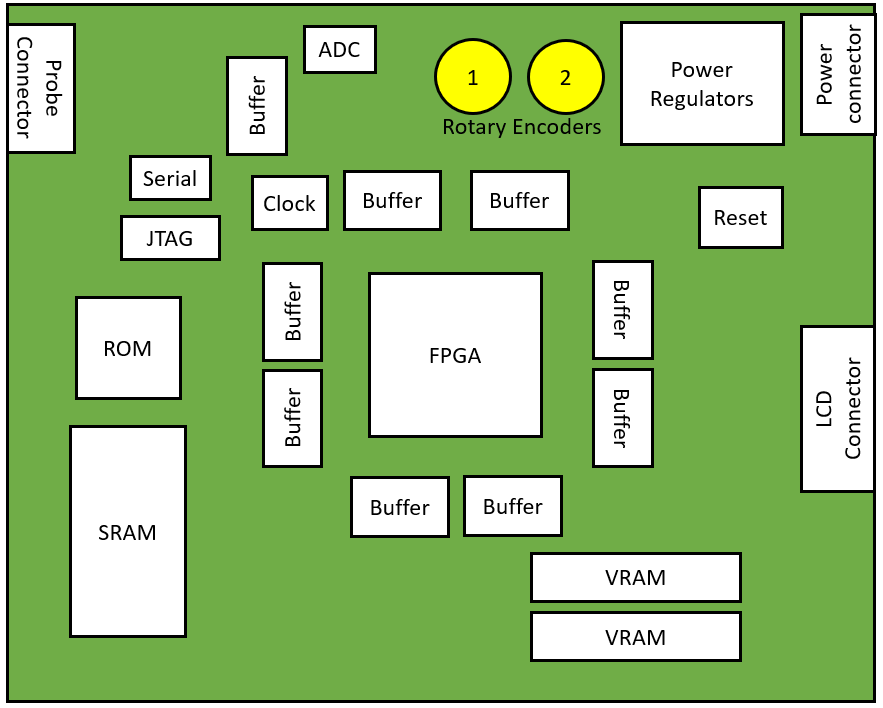 Probe
Connector
Buffer
ADC
1
2
Rotary Encoders
Power
Regulators
Power
connector
Serial
JTAG
Clock
Buffer
Buffer
Reset
ROM
Buffer
Buffer
FPGA
Buffer
Buffer
LCD
Connector
SRAM
Buffer
Buffer
VRAM
VRAM